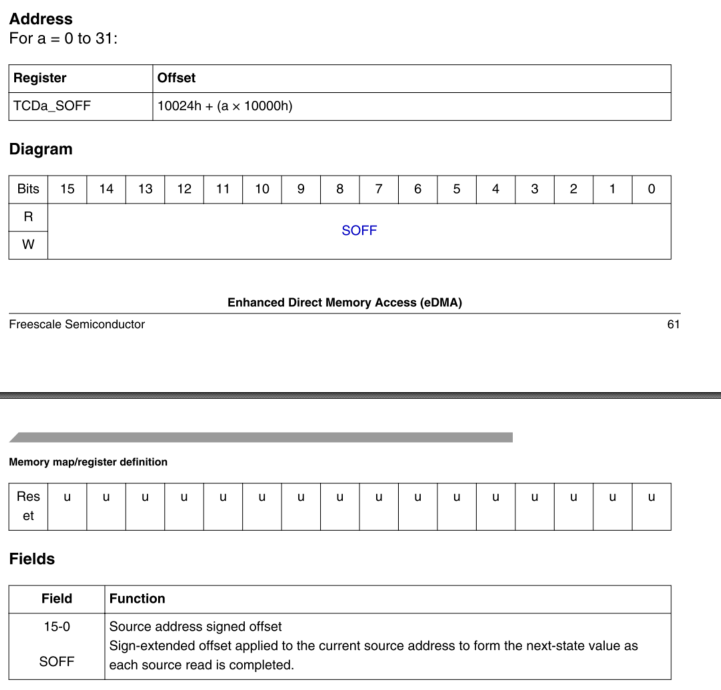 Address
For a = 0 to 31:
Register Offset
TCDa_SOFF 10024h + (a × 10000h)
Diagram
Bits 15 14 13 12 11 10 9 8 7 6 5 4 3 2 1 0
R
SOFF
W
Enhanced Direct Memory Access (eDMA)
Freescale Semiconductor 61
Memory map/register definition
Res u u u u u u u u u u u u u u u u
et
Fields
Field Function
15-0 Source address signed offset
Sign-extended offset applied to the current source address to form the next-state value as
SOFF each source read is completed.